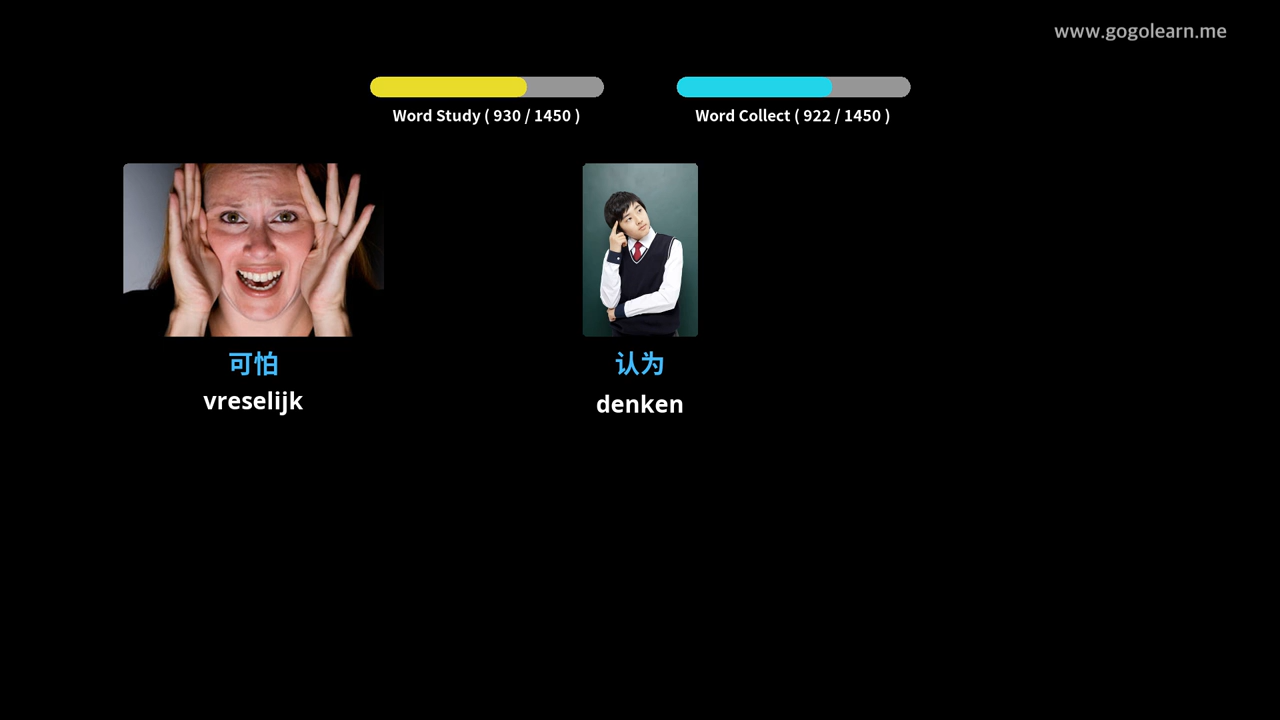 www.gogolearn.me
Word Study ( 930 / 1450 )
Word Collect ( 922 / 1450 )
可怕
vreselijk
认为
denken